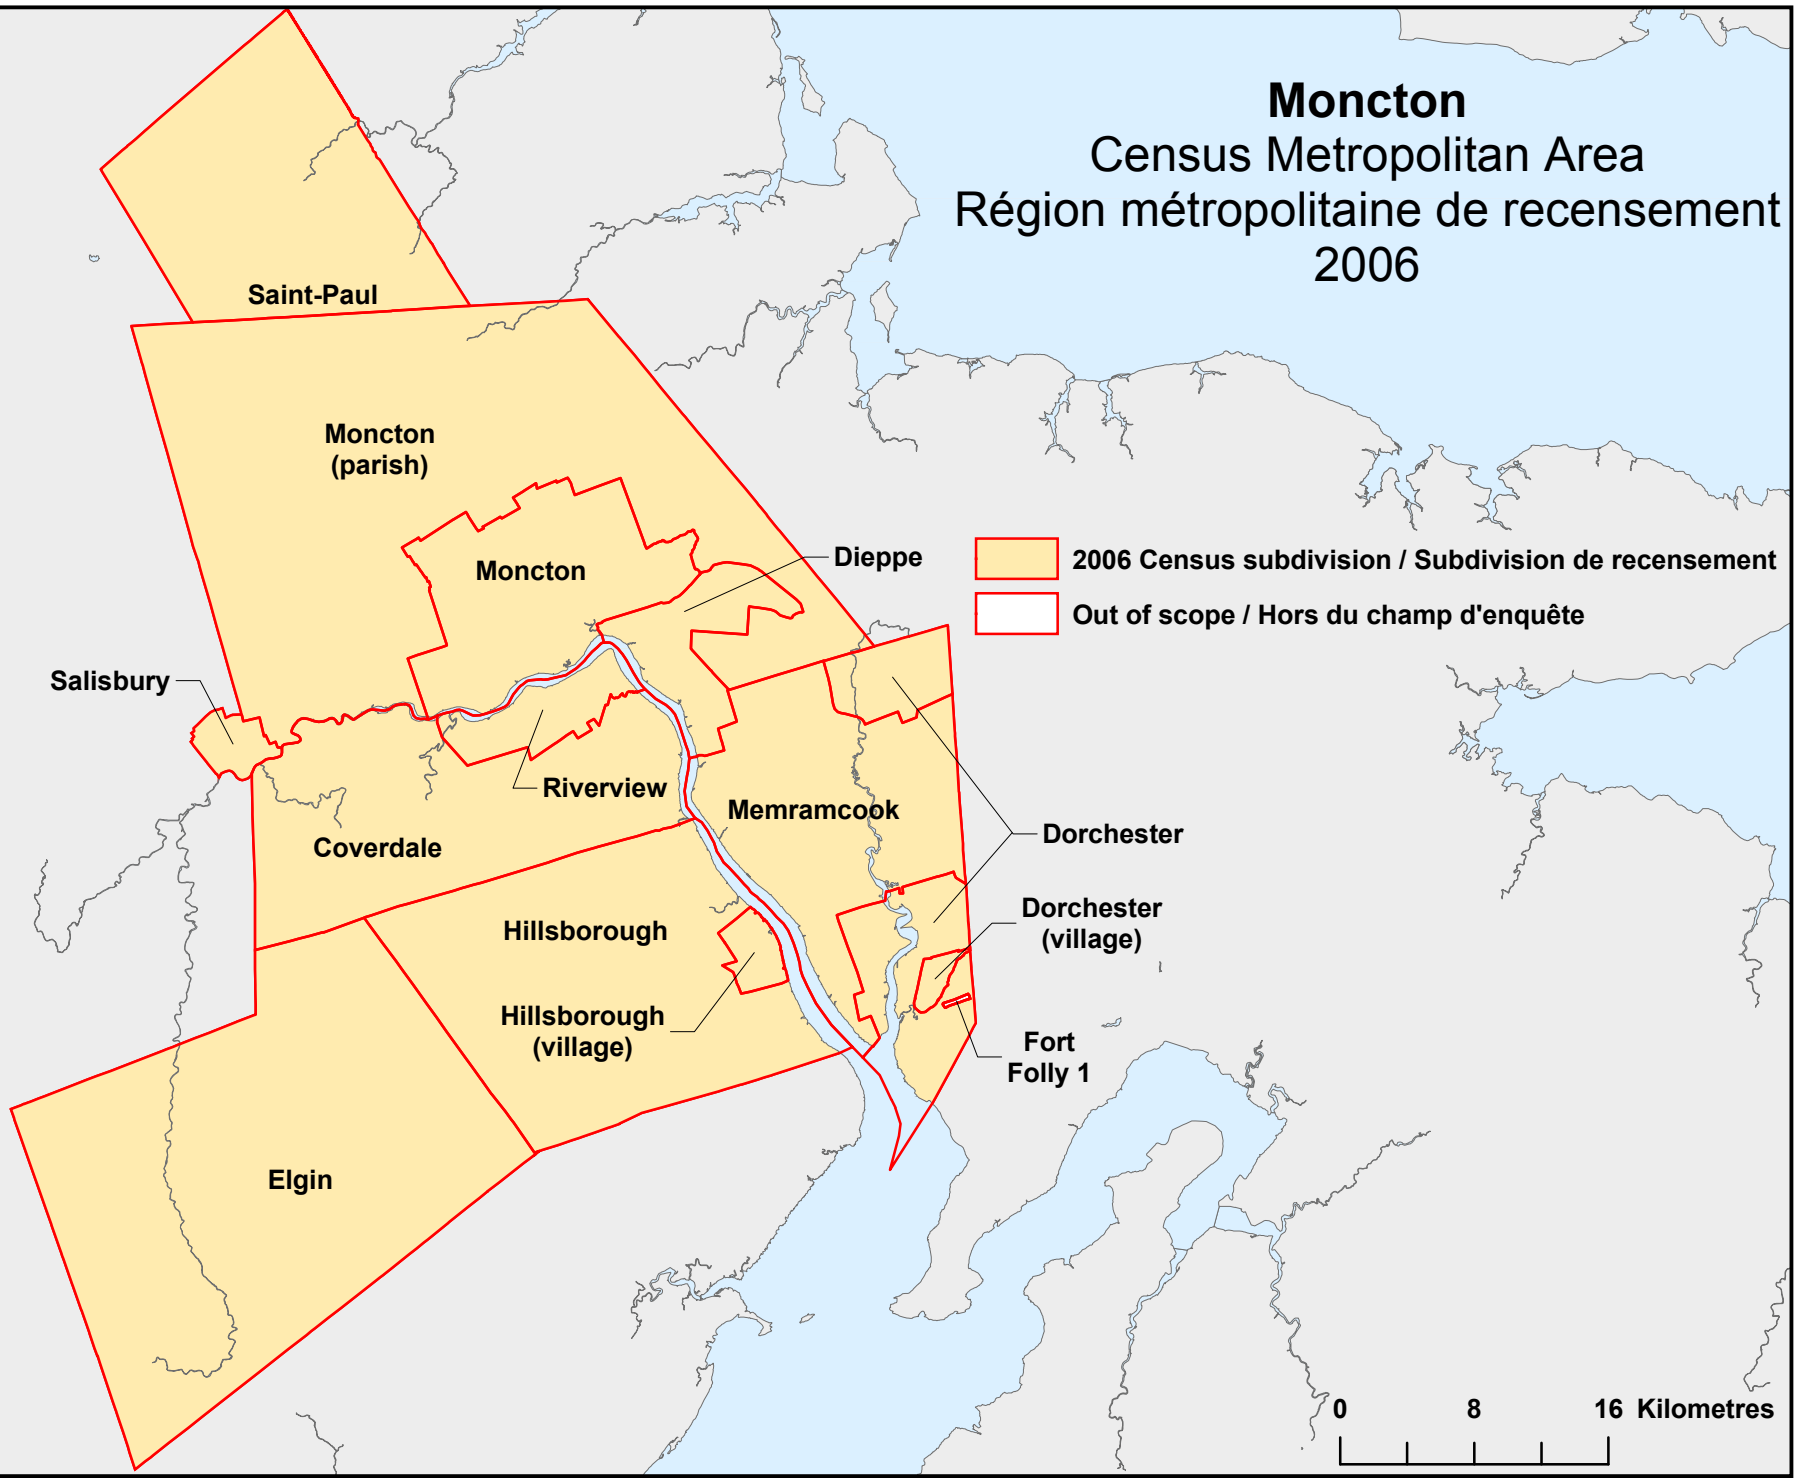 Moncton
Census Metropolitan Area
Région métropolitaine de recensement
2006
Saint-Paul
Moncton
(parish)
Moncton
Dieppe
2006 Census subdivision / Subdivision de recensement
Out of scope / Hors du champ d'enquête
Salisbury
Riverview
Memramcook
Coverdale
Dorchester
Dorchester
(village)
Hillsborough
Hillsborough
(village)
Fort
Folly 1
Elgin
0 8 16 Kilometres